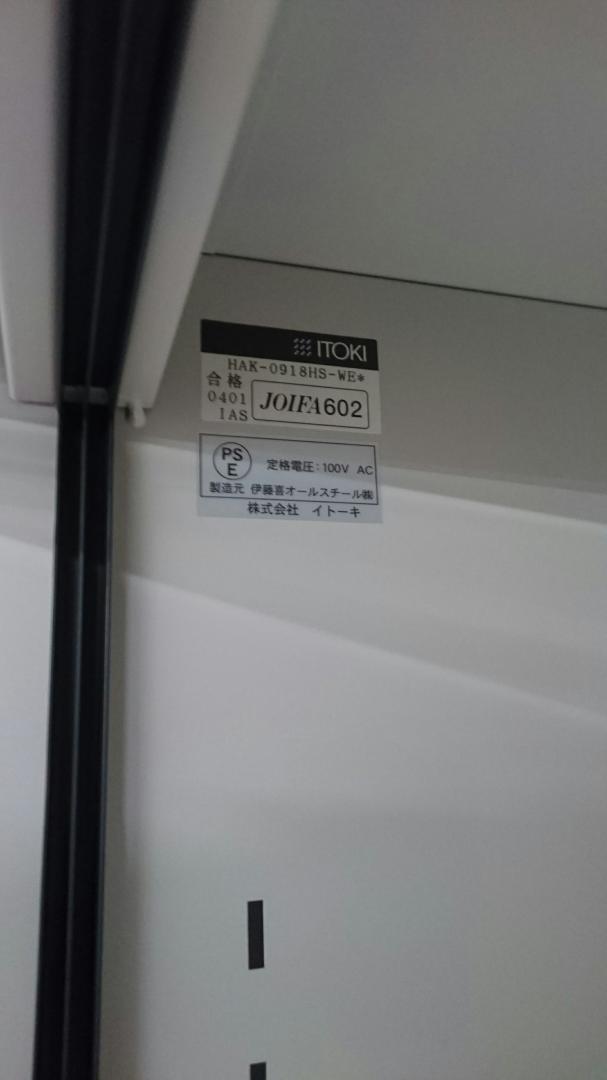 ITOKI
HAK-0918HS-WE*
合格
0401
IAS
JOIFA602
PS
E
定格電圧:100V AC
製造元 伊藤喜オールスチール㈱
株式会社 イトーキ